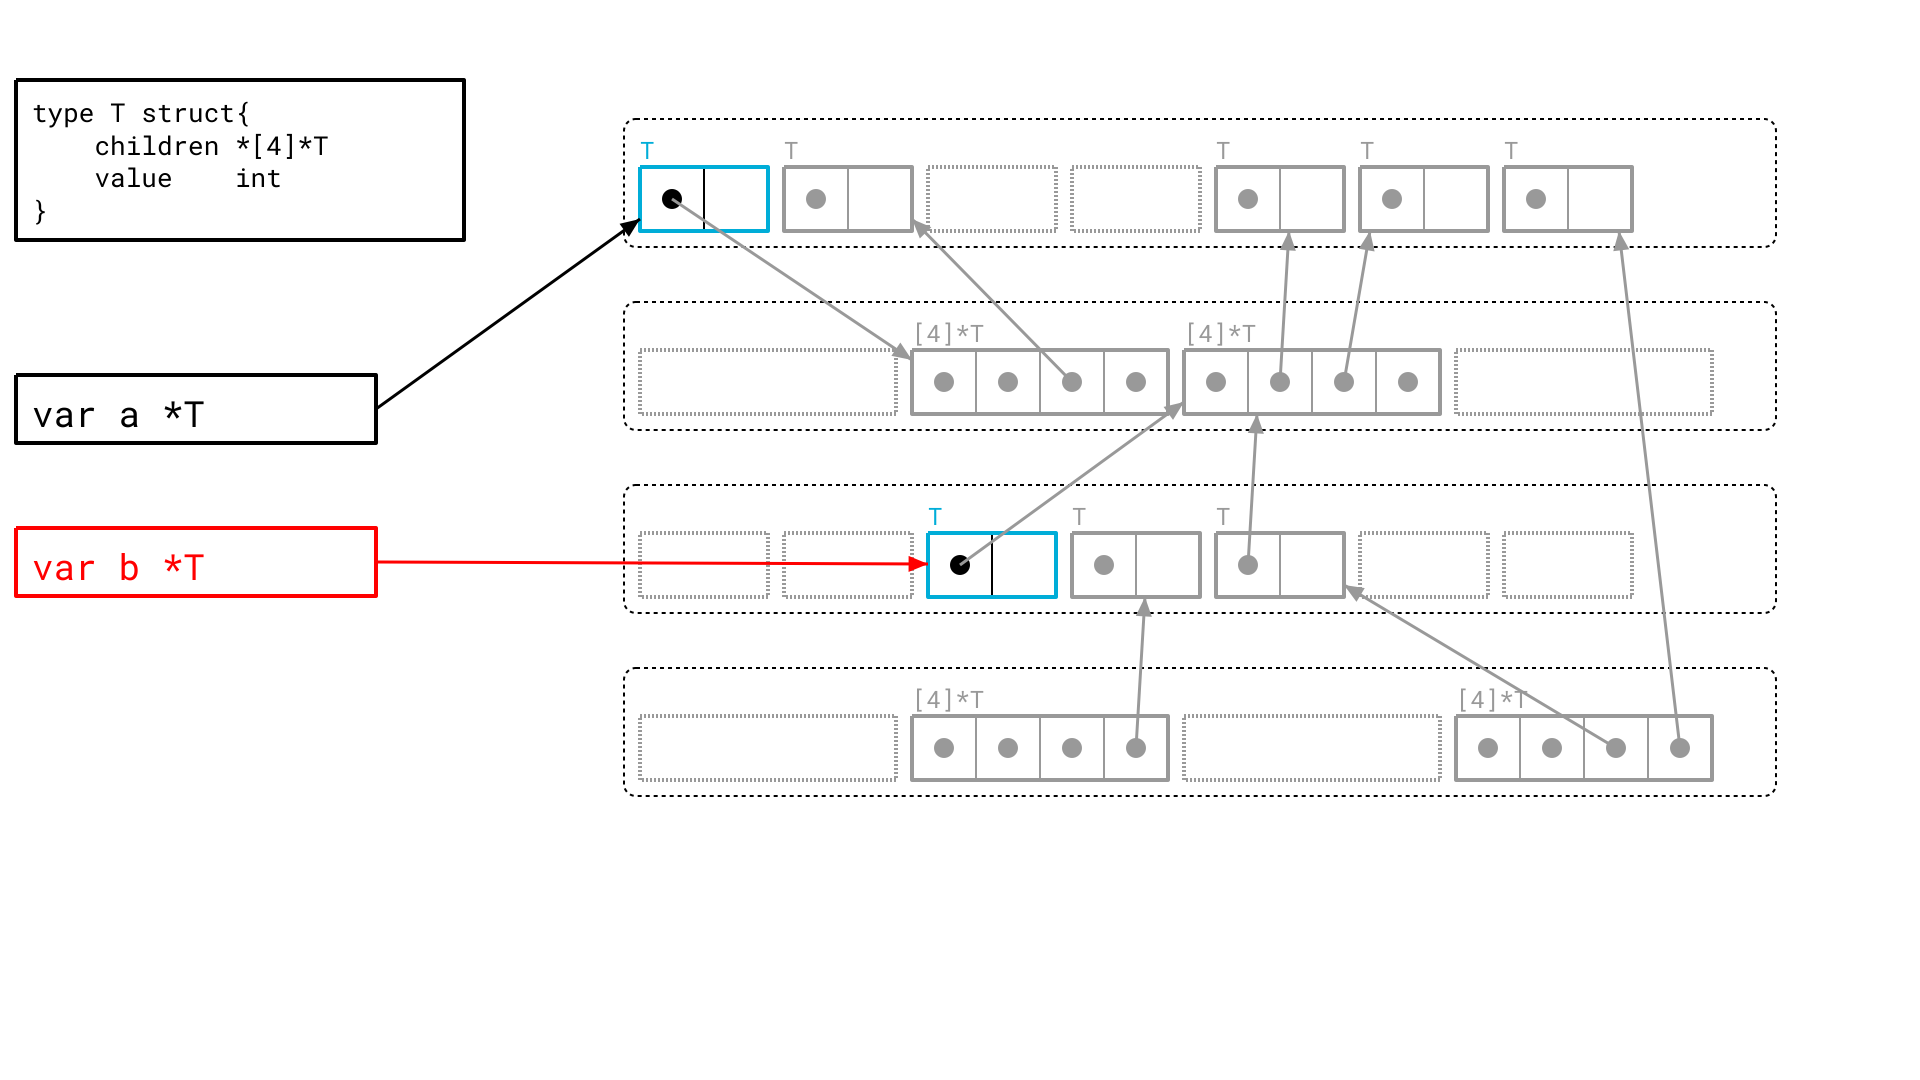 type T struct{
    children *[4]*T
    value    int
}
T T T T T
var a *T
[4]*T [4]*T
var b *T
T T T
[4]*T [4]*T